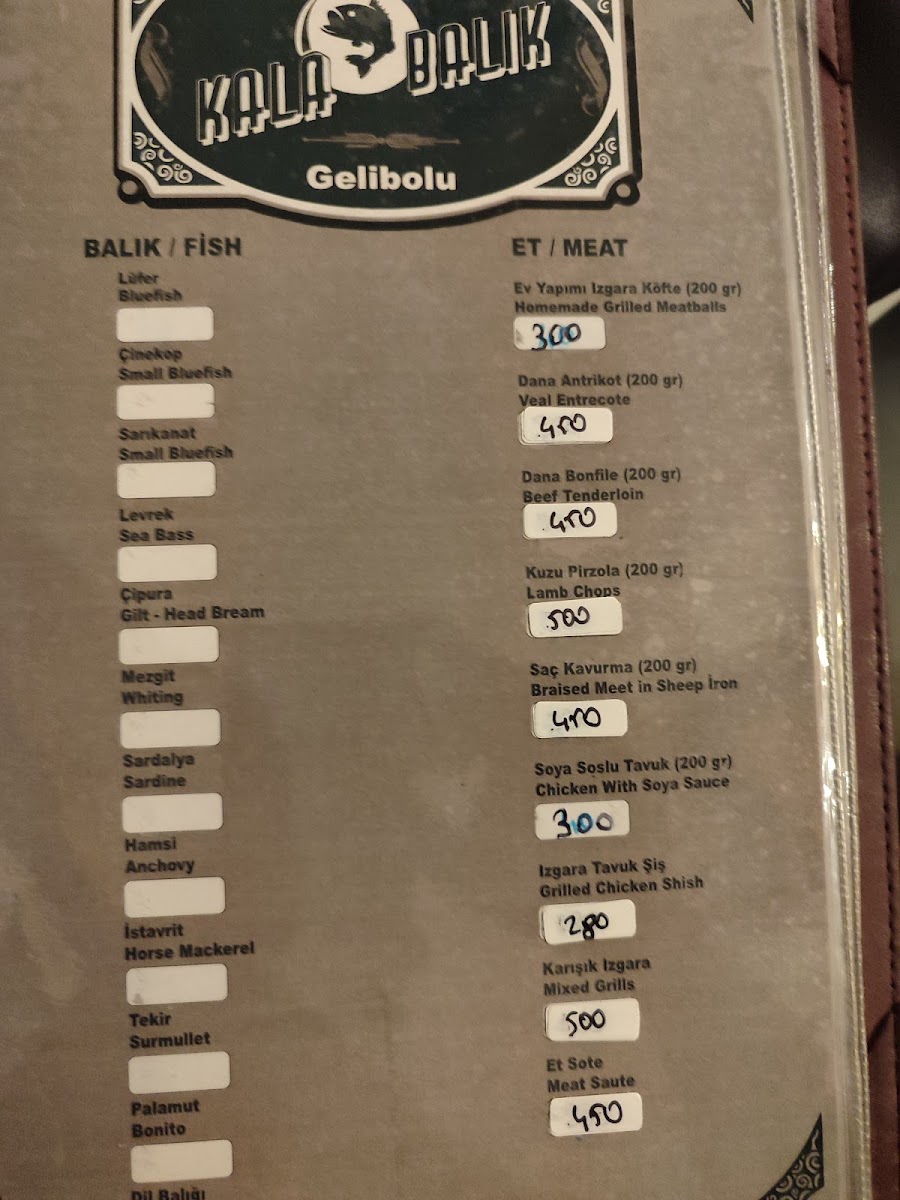 KALA BALIK
Gelibolu
BALIK / FİSH
Lüfer
Bluefish
Çinekop
Small Bluefish
Sarıkanat
Small Bluefish
Levrek
Sea Bass
Çipura
Gilt - Head Bream
Mezgit
Whiting
Sardalya
Sardine
Hamsi
Anchovy
İstavrit
Horse Mackerel
Tekir
Surmullet
Palamut
Bonito
Dil Balığı
ET / MEAT
Ev Yapımı Izgara Köfte (200 gr)
Homemade Grilled Meatballs
300
Dana Antrikot (200 gr)
Veal Entrecote
450
Dana Bonfile (200 gr)
Beef Tenderloin
450
Kuzu Pirzola (200 gr)
Lamb Chops
500
Saç Kavurma (200 gr)
Braised Meet in Sheep İron
450
Soya Soslu Tavuk (200 gr)
Chicken With Soya Sauce
300
Izgara Tavuk Şiş
Grilled Chicken Shish
280
Karışık Izgara
Mixed Grills
500
Et Sote
Meat Saute
450